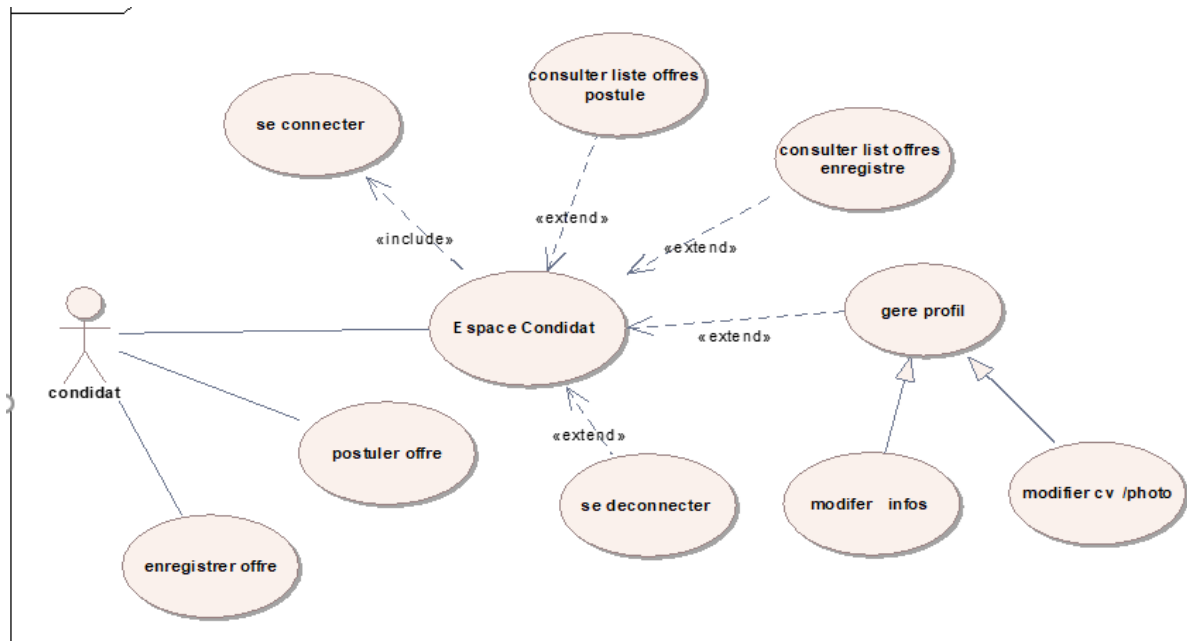 consulter liste offres
postule
se connecter
consulter list offres
enregistre
«extend»
«include»
«extend»
gere profil
Espace Condidat
«extend»
condidat
«extend»
postuler offre
se deconnecter
modifer infos
modifier cv /photo
enregistrer offre